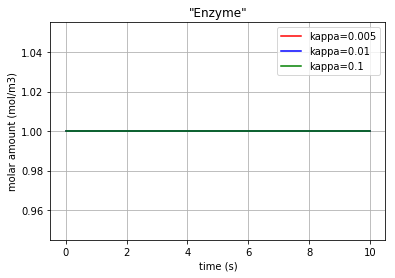 "Enzyme"
kappa=0.005
kappa=0.01
kappa=0.1
molar amount (mol/m3)
1.04
1.02
1.00
0.98
0.96
0
2
4
6
8
10
time (s)